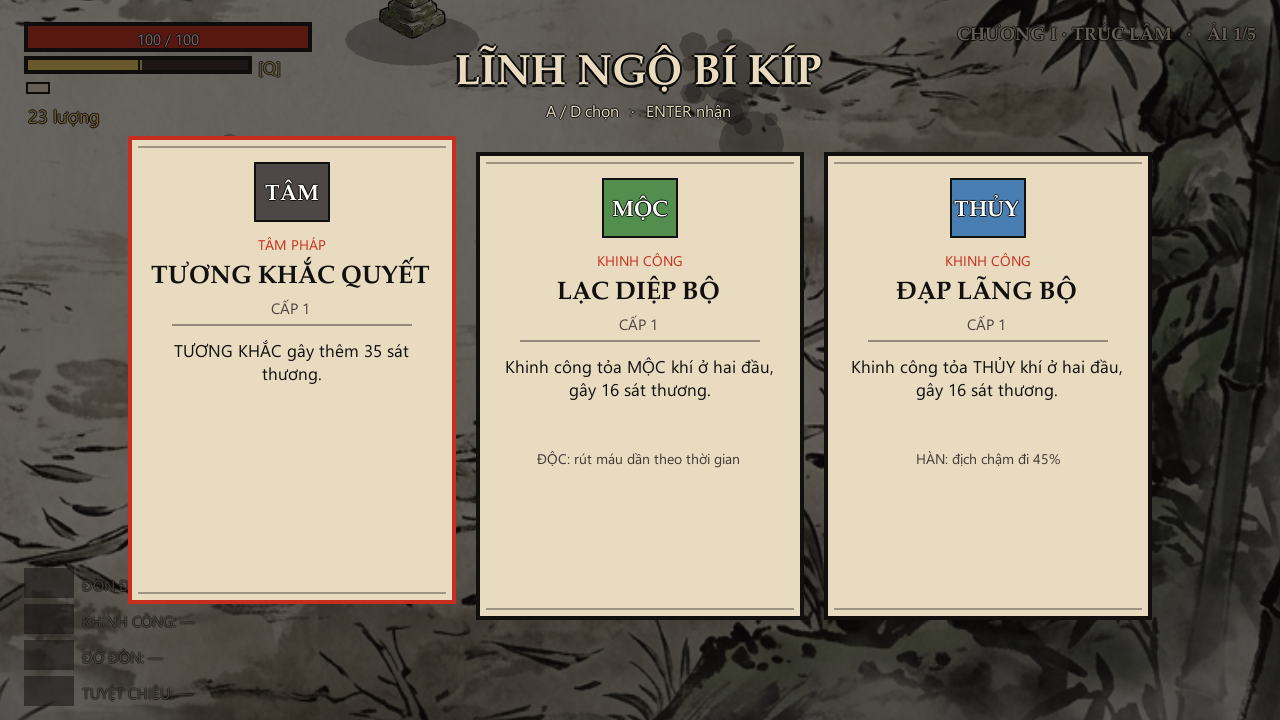 100 / 100
[Q]
23 lượng
CHƯƠNG I · TRÚC LÂM · ẢI 1/5
LĨNH NGỘ BÍ KÍP
A / D chọn · ENTER nhận
TÂM
TÂM PHÁP
TƯƠNG KHẮC QUYẾT
CẤP 1
TƯƠNG KHẮC gây thêm 35 sát
thương.
MỘC
KHINH CÔNG
LẠC DIỆP BỘ
CẤP 1
Khinh công tỏa MỘC khí ở hai đầu,
gây 16 sát thương.
ĐỘC: rút máu dần theo thời gian
THỦY
KHINH CÔNG
ĐẠP LÃNG BỘ
CẤP 1
Khinh công tỏa THỦY khí ở hai đầu,
gây 16 sát thương.
HÀN: địch chậm đi 45%
KHINH CÔNG: —
ĐỠ ĐÒN: —
TUYỆT CHIÊU: —